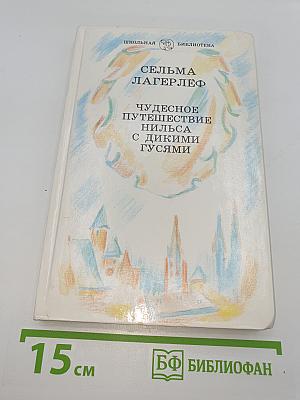 ШКОЛЬНАЯ БИБЛИОТЕКА
СЕЛЬМА
ЛАГЕРЛЕФ
ЧУДЕСНОЕ
ПУТЕШЕСТВИЕ
НИЛЬСА
С ДИКИМИ
ГУСЯМИ
15 см
БФ БИБЛИОФАН